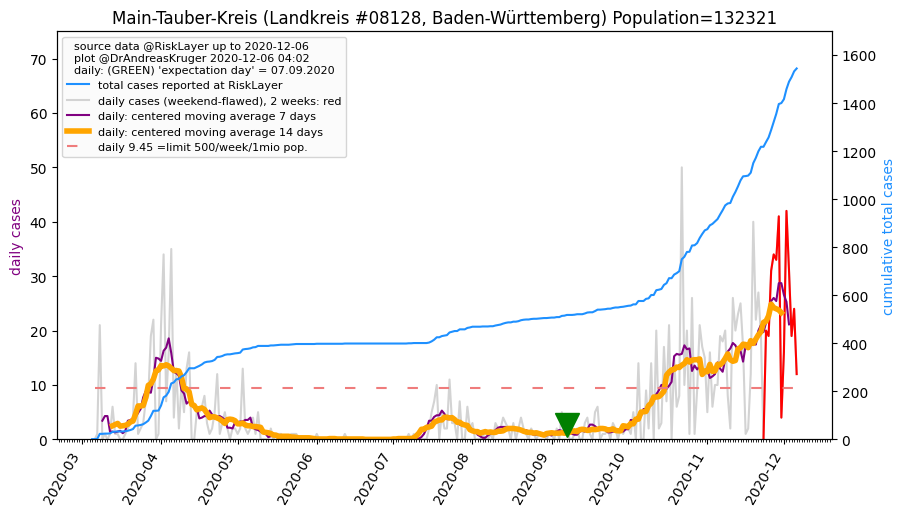 Main-Tauber-Kreis (Landkreis #08128, Baden-Württemberg) Population=132321
source data @RiskLayer up to 2020-12-06
plot @DrAndreasKruger 2020-12-06 04:02
daily: (GREEN) 'expectation day' = 07.09.2020
total cases reported at RiskLayer
daily cases (weekend-flawed), 2 weeks: red
daily: centered moving average 7 days
daily: centered moving average 14 days
daily 9.45 =limit 500/week/1mio pop.
daily cases
70
60
50
40
30
20
10
0
cumulative total cases
1600
1400
1200
1000
800
600
400
200
0
2020-03
2020-04
2020-05
2020-06
2020-07
2020-08
2020-09
2020-10
2020-11
2020-12